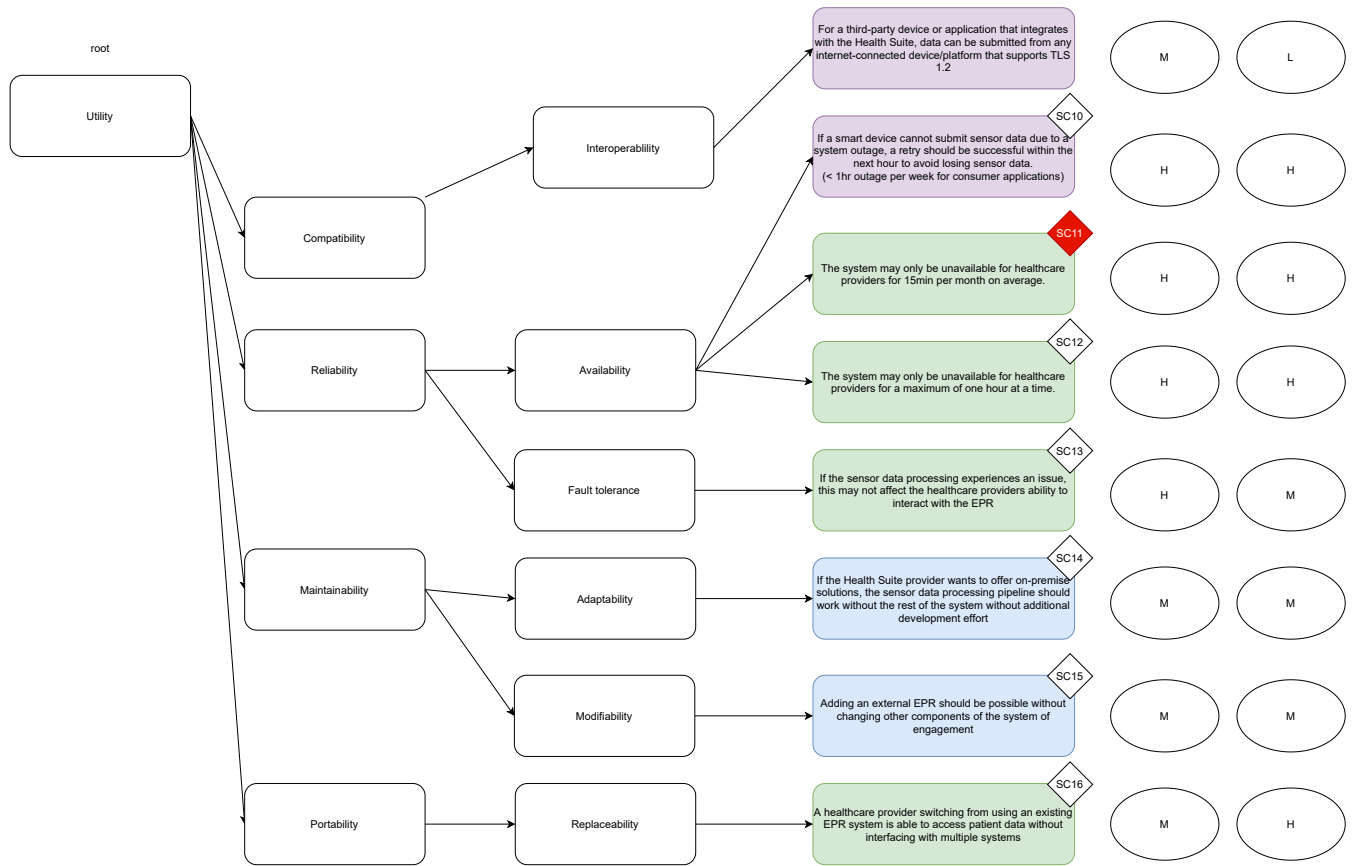 root
Utility
Compatibility
Interoperablility
For a third-party device or application that integrates
with the Health Suite, data can be submitted from any
internet-connected device/platform that supports TLS
1.2
M
L
SC10
If a smart device cannot submit sensor data due to a
system outage, a retry should be successful within the
next hour to avoid losing sensor data.
(< 1hr outage per week for consumer applications)
H
H
SC11
The system may only be unavailable for healthcare
providers for 15min per month on average.
H
H
Reliability
Availability
SC12
The system may only be unavailable for healthcare
providers for a maximum of one hour at a time.
H
H
Fault tolerance
SC13
If the sensor data processing experiences an issue,
this may not affect the healthcare providers ability to
interact with the EPR
H
M
Maintainability
Adaptability
SC14
If the Health Suite provider wants to offer on-premise
solutions, the sensor data processing pipeline should
work without the rest of the system without additional
development effort
M
M
Modifiability
SC15
Adding an external EPR should be possible without
changing other components of the system of
engagement
M
M
Portability
Replaceability
SC16
A healthcare provider switching from using an existing
EPR system is able to access patient data without
interfacing with multiple systems
M
H